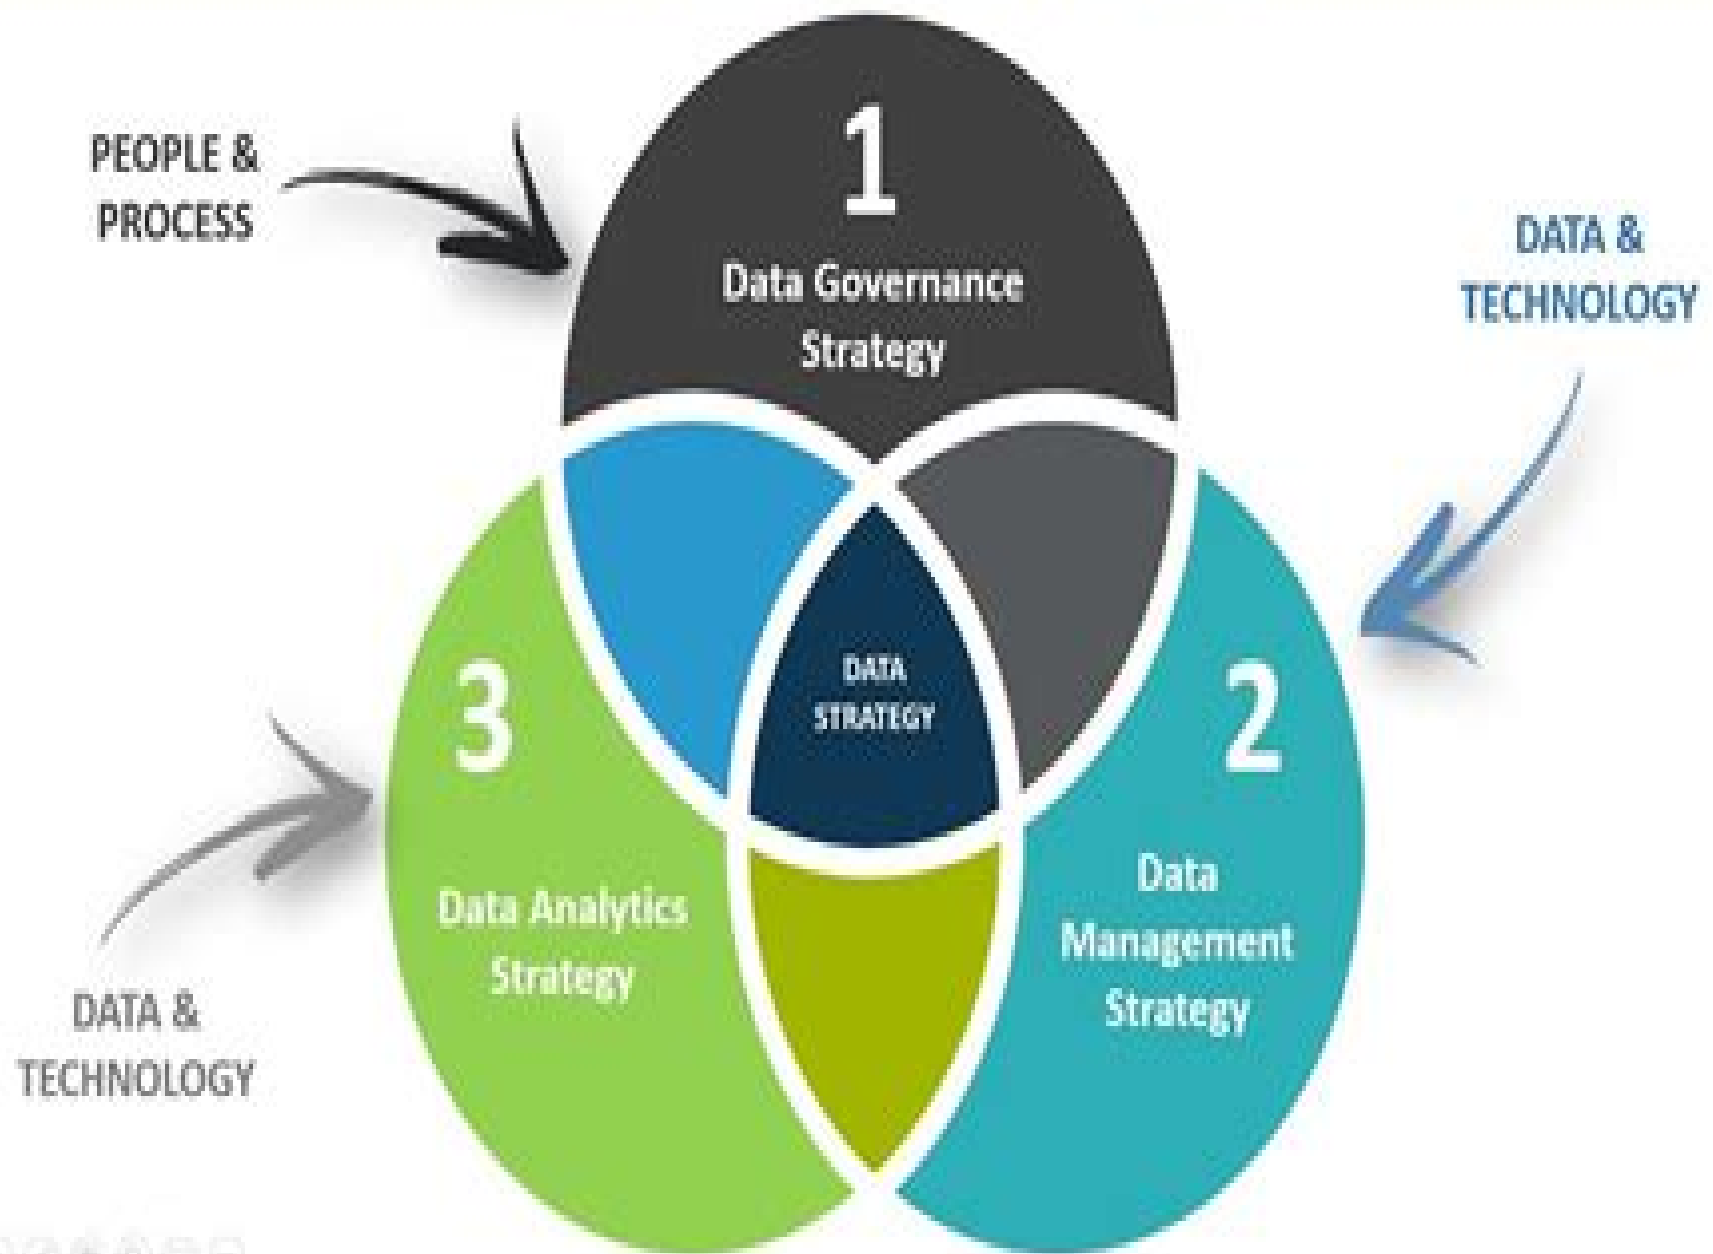 PEOPLE &
PROCESS
1
Data Governance
Strategy
DATA &
TECHNOLOGY
DATA
STRATEGY
3
Data Analytics
Strategy
2
Data
Management
Strategy
DATA &
TECHNOLOGY